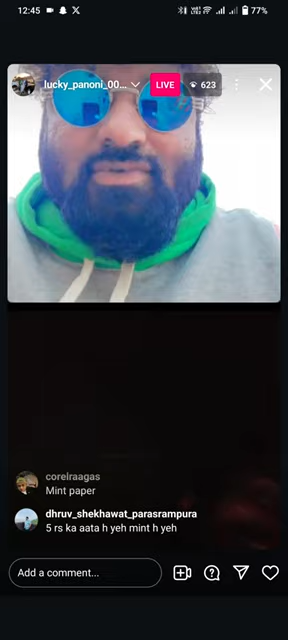 12:45 77%
lucky_panoni_00... LIVE 623
corelraagas
Mint paper
dhruv_shekhawat_parasrampura
5 rs ka aata h yeh mint h yeh
Add a comment...